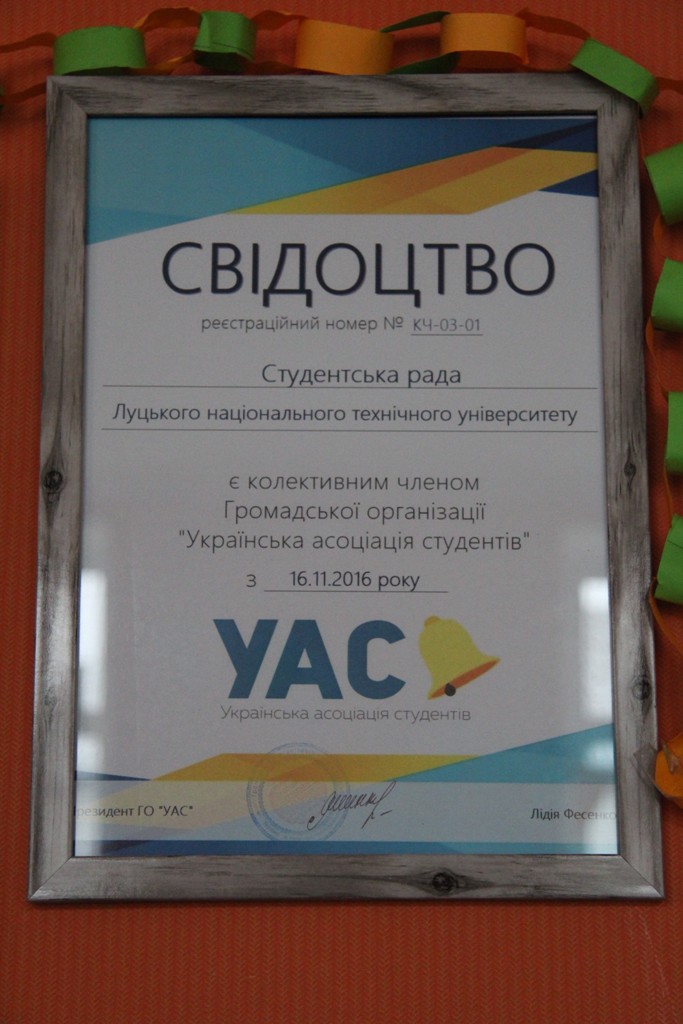 СВІДОЦТВО
реєстраційний номер № КЧ-03-01
Студентська рада
Луцького національного технічного університету
є колективним членом
Громадської організації
"Українська асоціація студентів"
з 16.11.2016 року
УАС
Українська асоціація студентів
резидент ГО "УАС" Лідія Фесенко